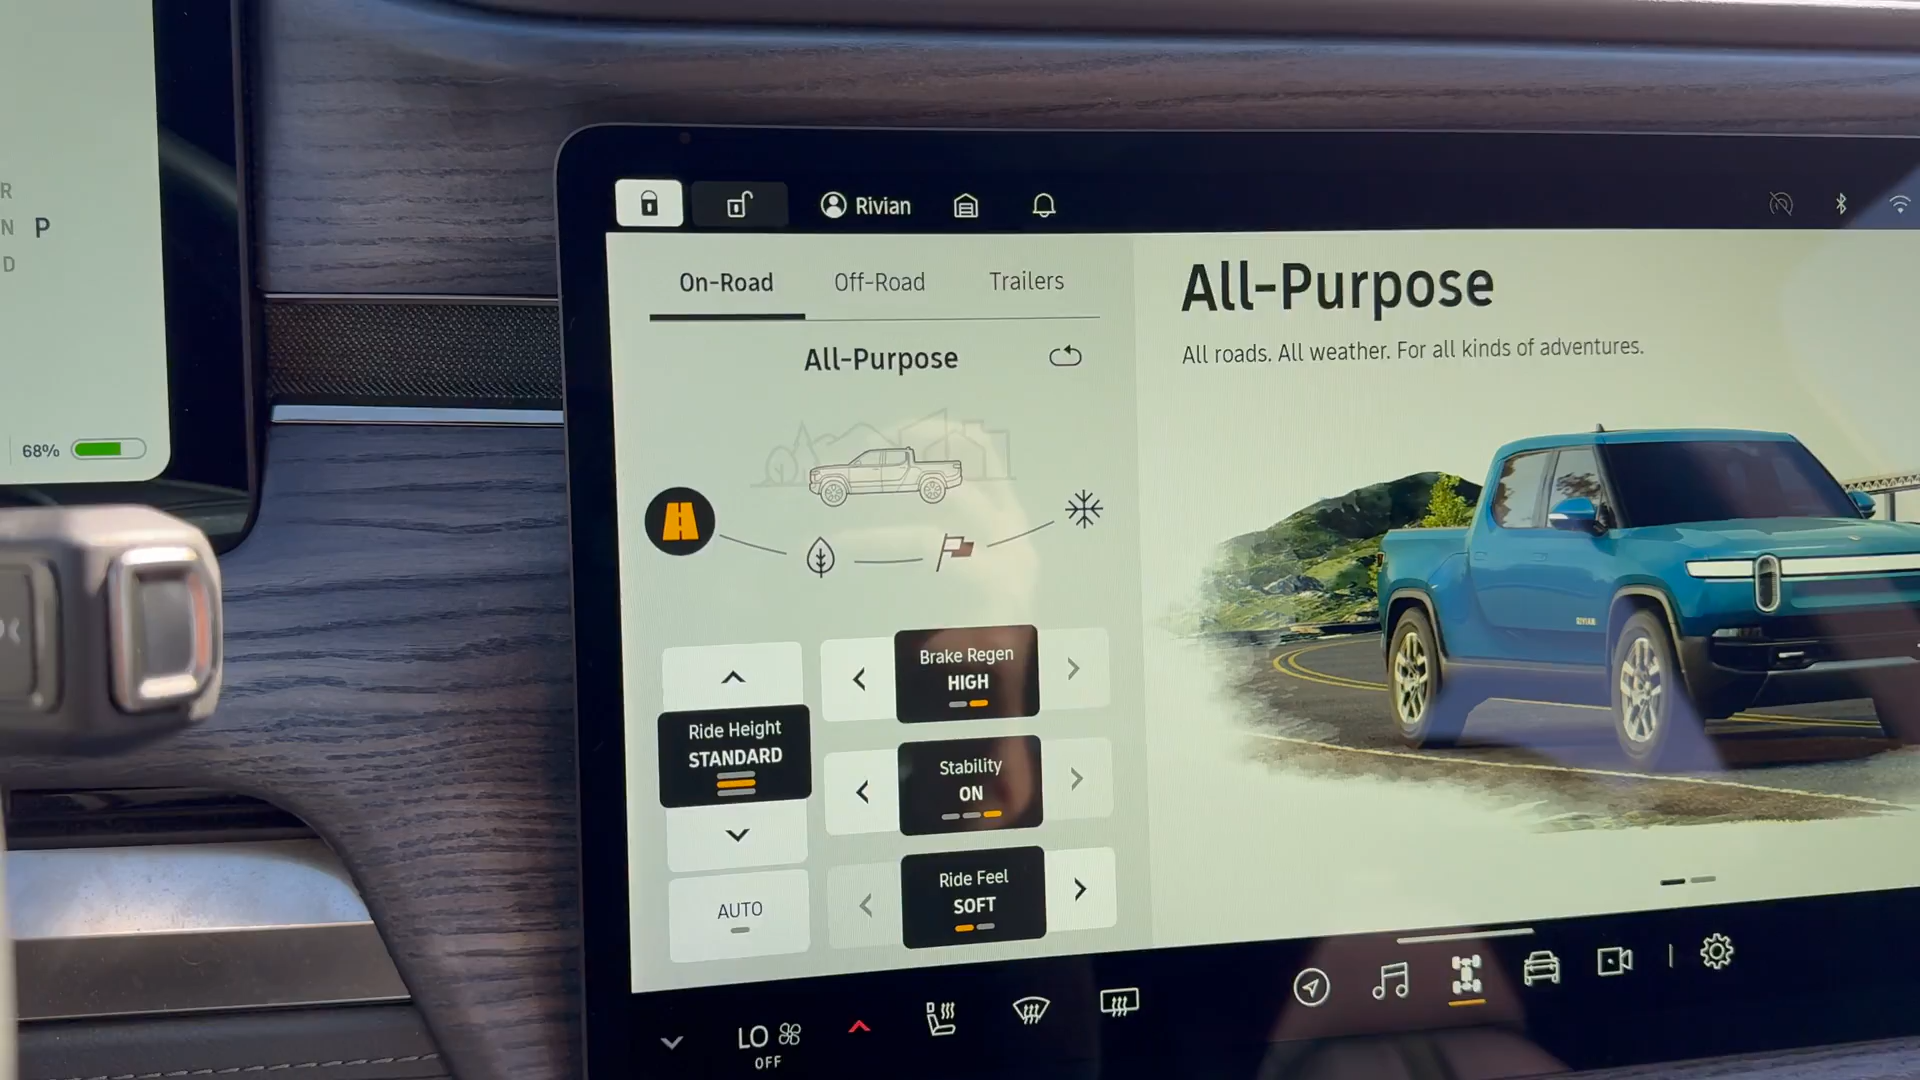 R
N P
D
68%
Rivian
On-Road Off-Road Trailers
All-Purpose
All-Purpose
All roads. All weather. For all kinds of adventures.
Brake Regen
HIGH
Ride Height
STANDARD
Stability
ON
Ride Feel
SOFT
AUTO
LO
OFF
RIVIAN